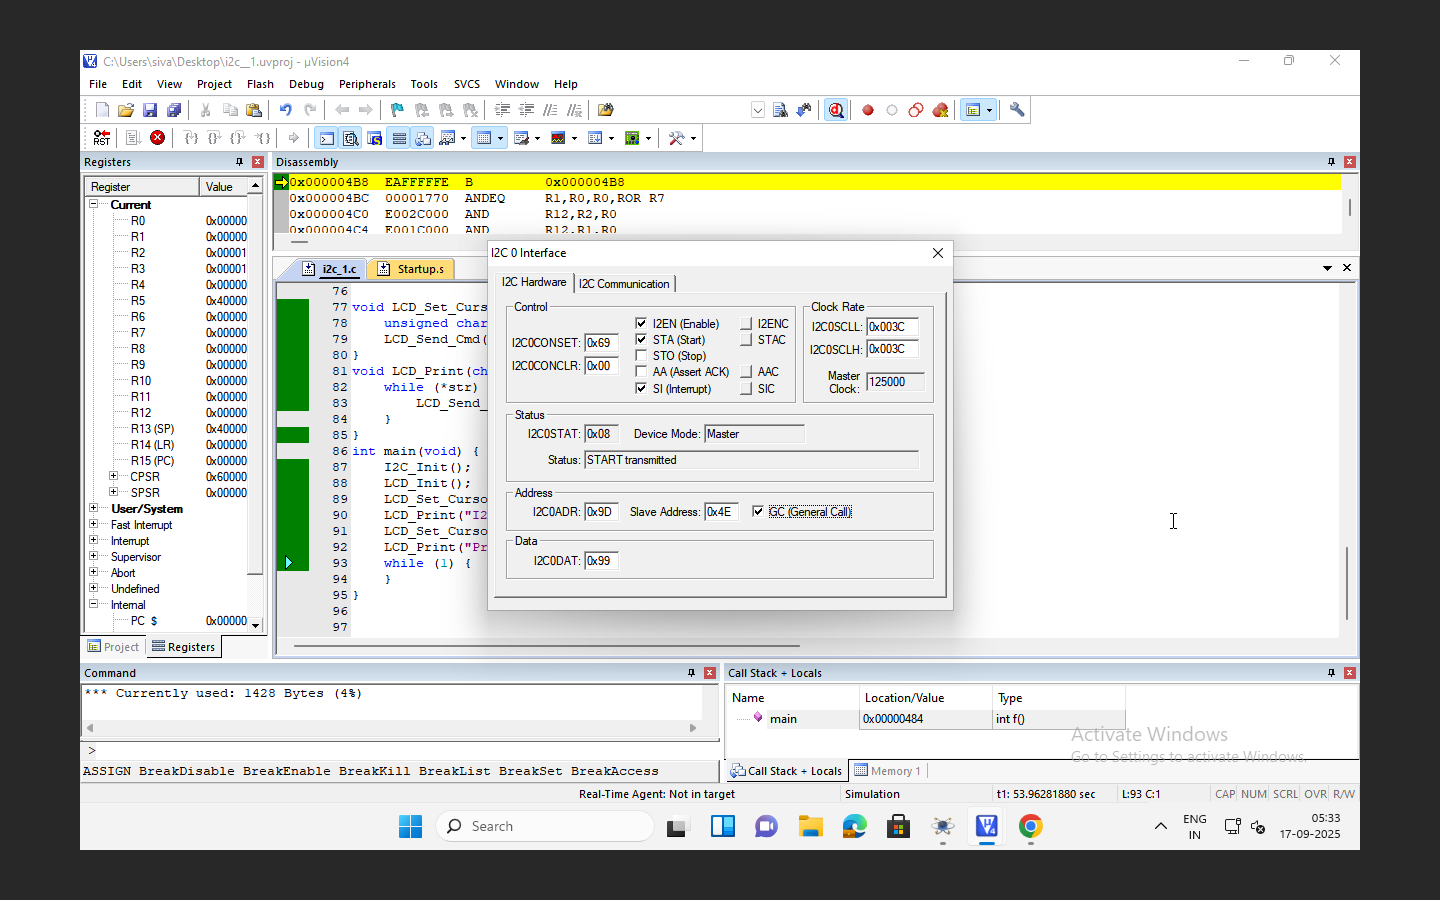 C:\Users\siva\Desktop\i2c__1.uvproj - µVision4
File Edit View Project Flash Debug Peripherals Tools SVCS Window Help
RST
Registers
Register Value
Current
R0 0x00000
R1 0x00000
R2 0x00001
R3 0x00001
R4 0x00000
R5 0x40000
R6 0x00000
R7 0x00000
R8 0x00000
R9 0x00000
R10 0x00000
R11 0x00000
R12 0x00000
R13 (SP) 0x40000
R14 (LR) 0x00000
R15 (PC) 0x00000
CPSR 0x60000
SPSR 0x00000
User/System
Fast Interrupt
Interrupt
Supervisor
Abort
Undefined
Internal
PC $ 0x00000
Project Registers
Disassembly
0x000004B8 EAFFFFFE B 0x000004B8
0x000004BC 00001770 ANDEQ R1,R0,R0,ROR R7
0x000004C0 E002C000 AND R12,R2,R0
0x000004C4 E001C000 AND R12,R1,R0
i2c_1.c Startup.s
76
77 void LCD_Set_Curs
78 unsigned char
79 LCD_Send_Cmd(
80 }
81 void LCD_Print(ch
82 while (*str)
83 LCD_Send_
84 }
85 }
86 int main(void) {
87 I2C_Init();
88 LCD_Init();
89 LCD_Set_Curso
90 LCD_Print("I2
91 LCD_Set_Curso
92 LCD_Print("Pr
93 while (1) {
94 }
95 }
96
97
I2C 0 Interface
I2C Hardware I2C Communication
Control
I2C0CONSET: 0x69
I2C0CONCLR: 0x00
I2EN (Enable) I2ENC
STA (Start) STAC
STO (Stop)
AA (Assert ACK) AAC
SI (Interrupt) SIC
Clock Rate
I2C0SCLL: 0x003C
I2C0SCLH: 0x003C
Master Clock: 125000
Status
I2C0STAT: 0x08 Device Mode: Master
Status: START transmitted
Address
I2C0ADR: 0x9D Slave Address: 0x4E GC (General Call)
Data
I2C0DAT: 0x99
Command
*** Currently used: 1428 Bytes (4%)
>
ASSIGN BreakDisable BreakEnable BreakKill BreakList BreakSet BreakAccess
Call Stack + Locals
Name Location/Value Type
main 0x00000484 int f()
Activate Windows
Go to Settings to activate Windows.
Call Stack + Locals Memory 1
Real-Time Agent: Not in target Simulation t1: 53.96281880 sec L:93 C:1 CAP NUM SCRL OVR R/W
Search
ENG
IN
05:33
17-09-2025